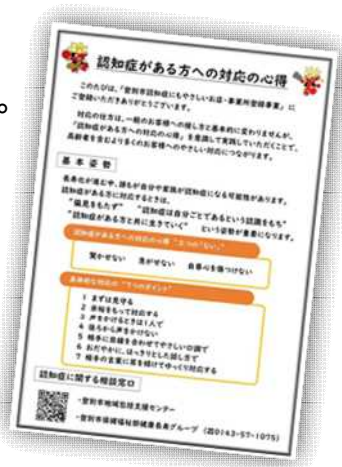 。
認知症がある方への対応の心得
このたびは、「登別市認知症にもやさしいお店・事業所登録事業」に
ご登録いただきありがとうございます。
対応の仕方は、一般のお客様への接し方と基本的に変わりませんが、
「認知症がある方への対応の心得」を意識して実践していただくことで、
高齢者を含むより多くのお客様へのやさしい対応につながります。
基本姿勢
長寿化が進む中、誰もが自分や家族が認知症になる可能性があります。
認知症がある方に対応するときは、
“偏見をもたず” “認知症は自分ごとであるという認識をもち”
“認知症がある方と共に生きていく” という姿勢が重要になります。
認知症がある方への対応の心得 “3つの「ない」”
驚かせない 急がせない 自尊心を傷つけない
具体的な対応の“7つのポイント”
1 まずは見守る
2 余裕をもって対応する
3 声をかけるときは1人で
4 後ろから声をかけない
5 相手に目線を合わせてやさしい口調で
6 おだやかに、はっきりとした話し方で
7 相手の言葉に耳を傾けてゆっくり対応する
認知症に関する相談窓口
・登別市地域包括支援センター
・登別市保健福祉部健康長寿グループ (☎0143-57-1075)